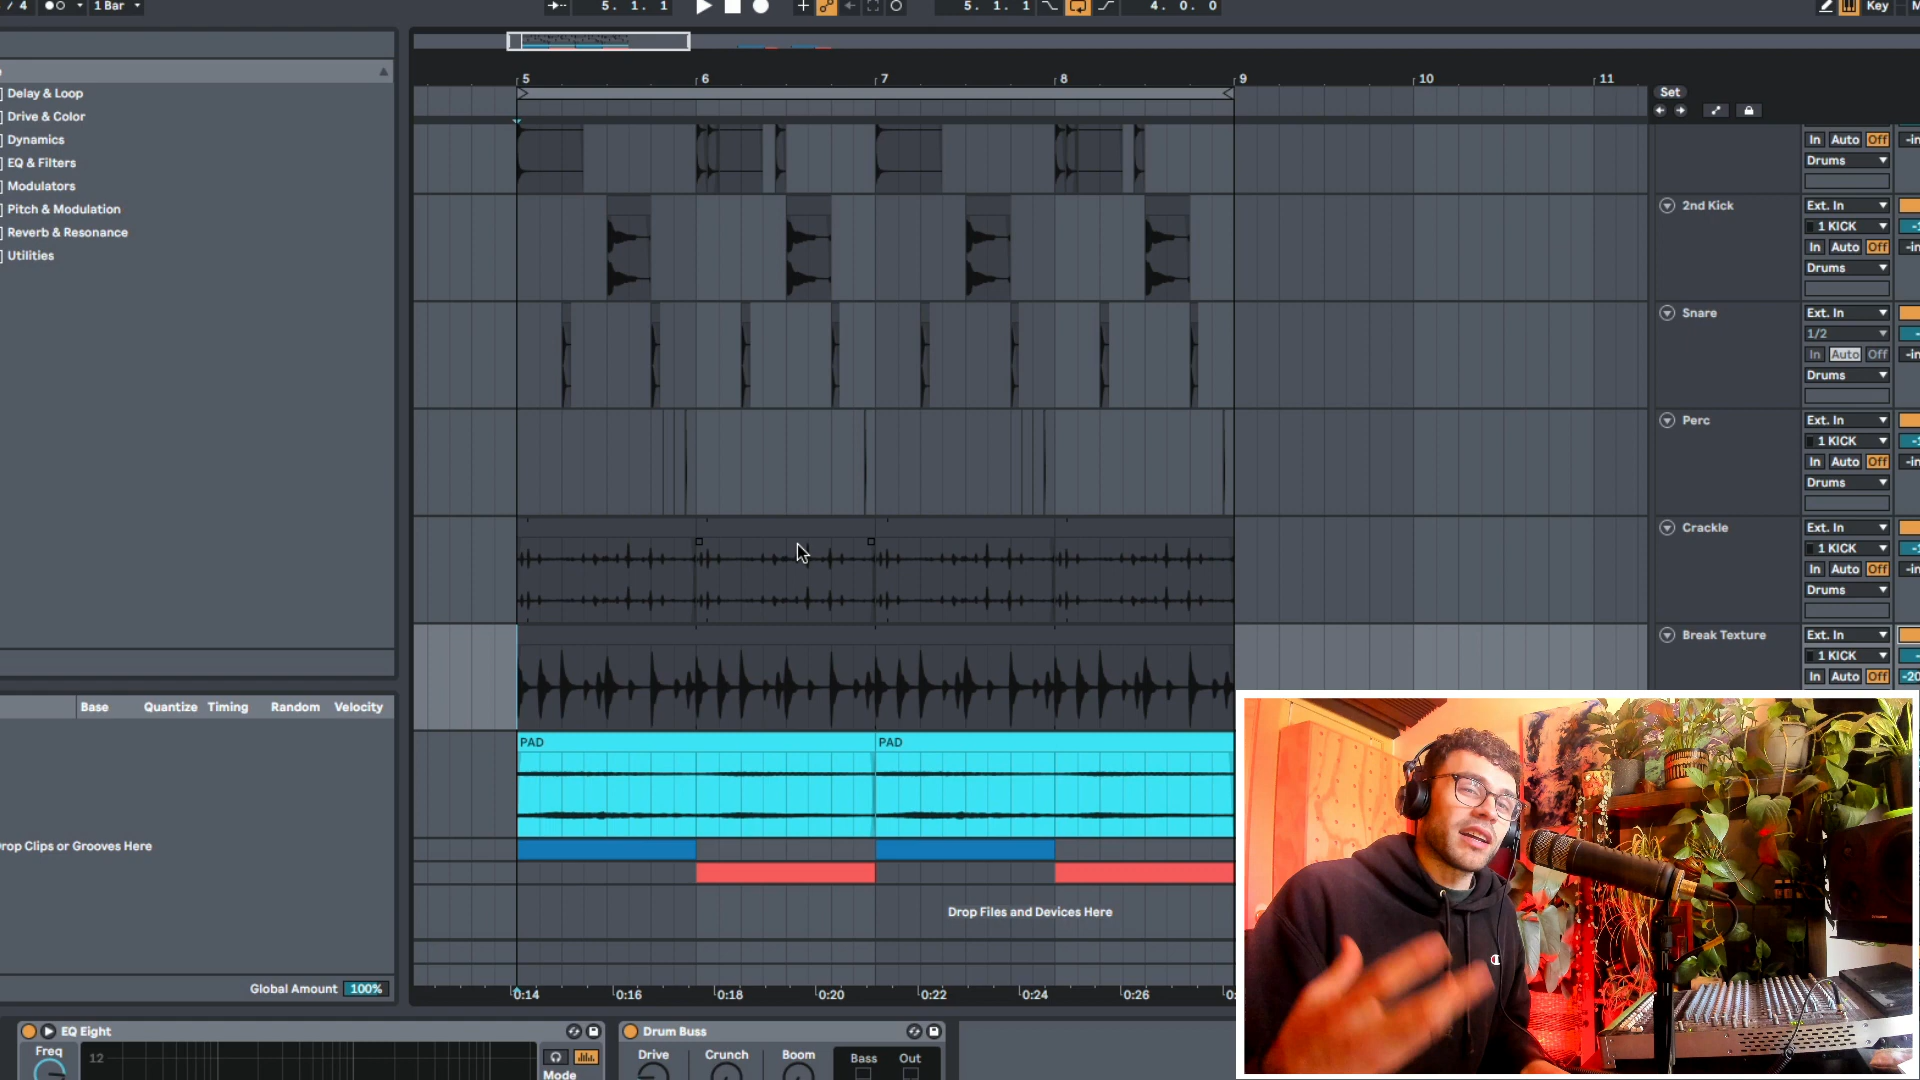 / 4
1 Bar
5. 1. 1
5. 1. 1
4. 0. 0
Key
5
6
7
8
9
10
11
Set
Delay & Loop
Drive & Color
Dynamics
EQ & Filters
Modulators
Pitch & Modulation
Reverb & Resonance
Utilities
In Auto Off
Drums
2nd Kick
Ext. In
1 KICK
In Auto Off
Drums
Snare
Ext. In
1/2
In Auto Off
Drums
Perc
Ext. In
1 KICK
In Auto Off
Drums
Crackle
Ext. In
1 KICK
In Auto Off
Drums
Break Texture
Ext. In
1 KICK
In Auto Off
-20
Base Quantize Timing Random Velocity
PAD
PAD
rop Clips or Grooves Here
Drop Files and Devices Here
Global Amount 100%
0:14
0:16
0:18
0:20
0:22
0:24
0:26
EQ Eight
Freq
12
Mode
Drum Buss
Drive
Crunch
Boom
Bass
Out